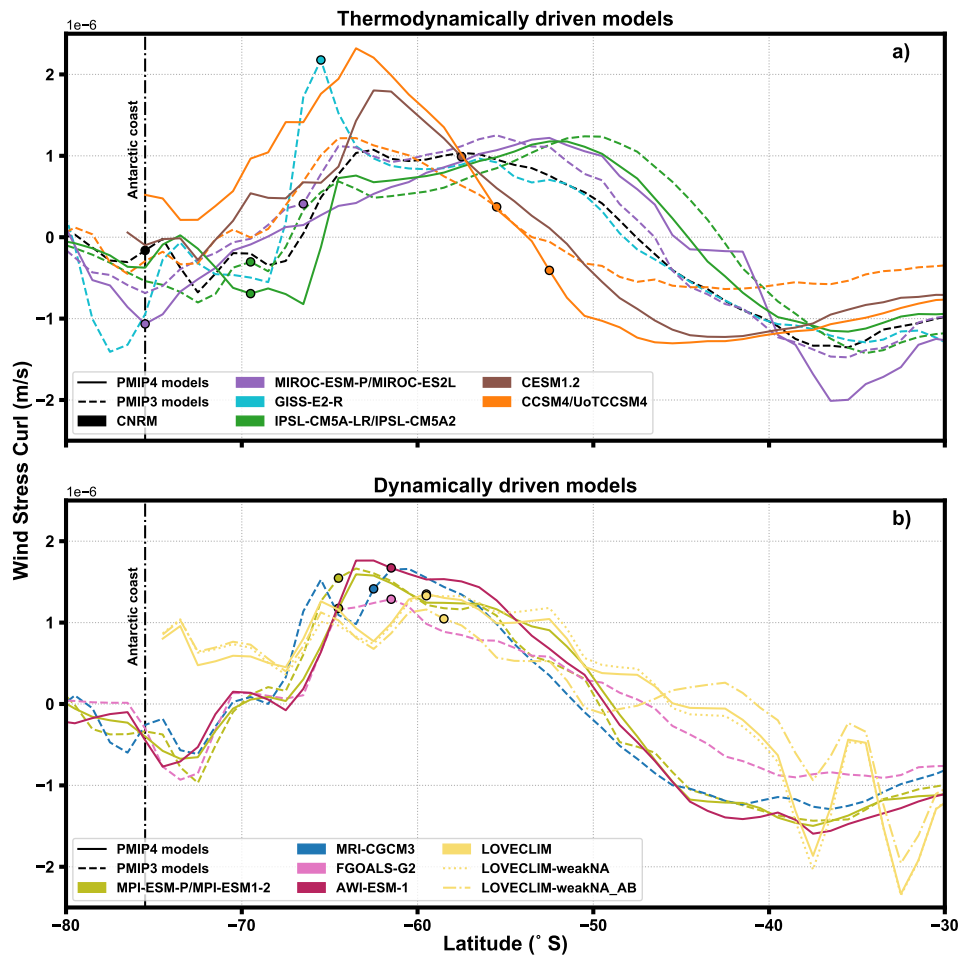 Thermodynamically driven models
1e−6
a)
2
1
0
−1
−2
Antarctic coast
PMIP4 models
PMIP3 models
CNRM
MIROC-ESM-P/MIROC-ES2L
GISS-E2-R
IPSL-CM5A-LR/IPSL-CM5A2
CESM1.2
CCSM4/UoTCCSM4
Wind Stress Curl (m/s)
Dynamically driven models
1e−6
b)
2
1
0
−1
−2
Antarctic coast
PMIP4 models
PMIP3 models
MPI-ESM-P/MPI-ESM1-2
MRI-CGCM3
FGOALS-G2
AWI-ESM-1
LOVECLIM
LOVECLIM-weakNA
LOVECLIM-weakNA_AB
−80 −70 −60 −50 −40 −30
Latitude (° S)